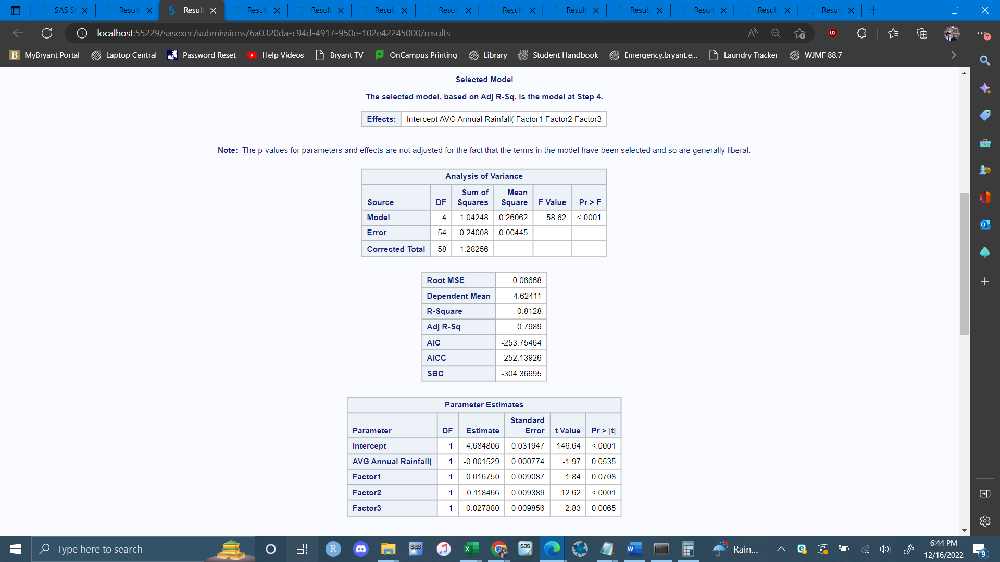 SAS S
Result
Result
Result
Result
Result
Result
Result
Result
Result
Result
Result
Result
localhost:55229/sasexec/submissions/6a0320da-c94d-4917-950e-102e42245000/results
MyBryant Portal
Laptop Central
Password Reset
Help Videos
Bryant TV
OnCampus Printing
Library
Student Handbook
Emergency.bryant.e...
Laundry Tracker
WJMF 88.7
Selected Model
The selected model, based on Adj R-Sq, is the model at Step 4.
Effects: Intercept AVG Annual Rainfall( Factor1 Factor2 Factor3
Note: The p-values for parameters and effects are not adjusted for the fact that the terms in the model have been selected and so are generally liberal.
Analysis of Variance
Source DF Sum of Squares Mean Square F Value Pr > F
Model 4 1.04248 0.26062 58.62 <.0001
Error 54 0.24008 0.00445
Corrected Total 58 1.28256
Root MSE 0.06668
Dependent Mean 4.62411
R-Square 0.8128
Adj R-Sq 0.7989
AIC -253.75464
AICC -252.13926
SBC -304.36695
Parameter Estimates
Parameter DF Estimate Standard Error t Value Pr > |t|
Intercept 1 4.684806 0.031947 146.64 <.0001
AVG Annual Rainfall( 1 -0.001529 0.000774 -1.97 0.0535
Factor1 1 0.016750 0.009087 1.84 0.0708
Factor2 1 0.118466 0.009389 12.62 <.0001
Factor3 1 -0.027880 0.009856 -2.83 0.0065
Type here to search
Rain...
6:44 PM
12/16/2022
9